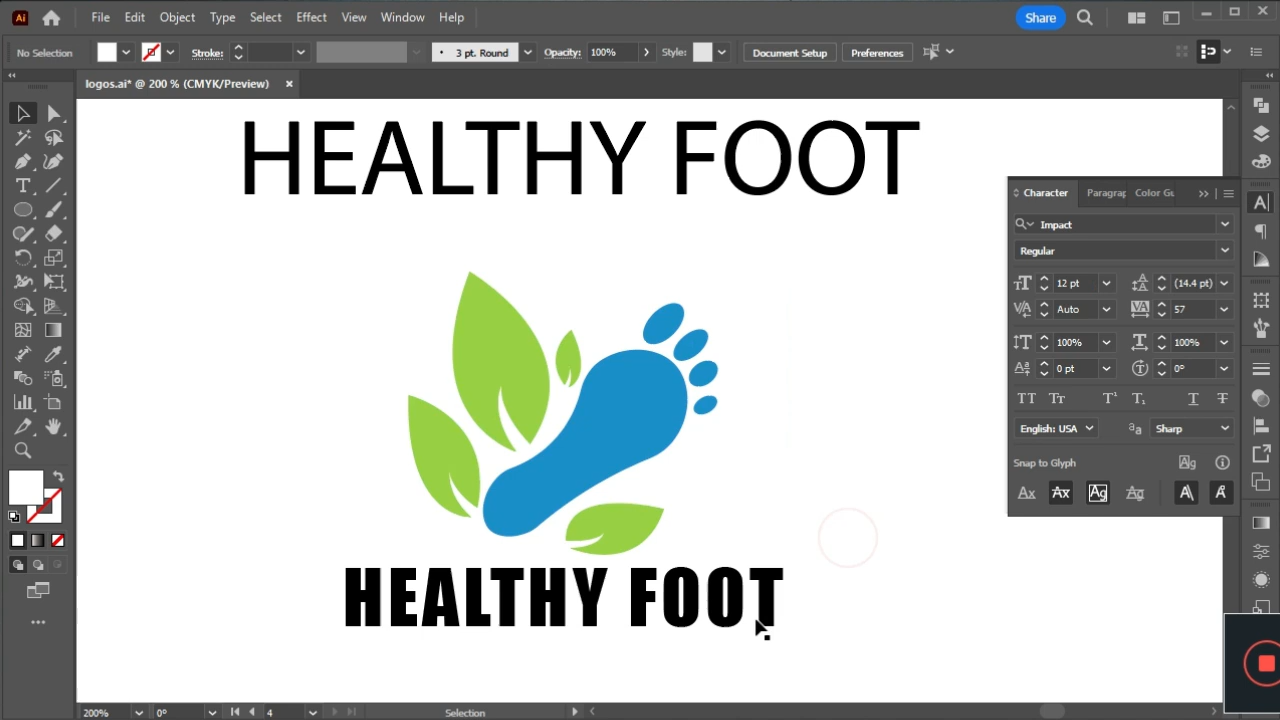 Ai File Edit Object Type Select Effect View Window Help Share
No Selection Stroke: 3 pt. Round Opacity: 100% Style: Document Setup Preferences
logos.ai* @ 200 % (CMYK/Preview)
HEALTHY FOOT
Character Paragrap Color Gu
Impact
Regular
12 pt (14.4 pt)
Auto 57
100% 100%
0 pt 0°
English: USA Sharp
Snap to Glyph
HEALTHY FOOT
200% 0° 4 Selection